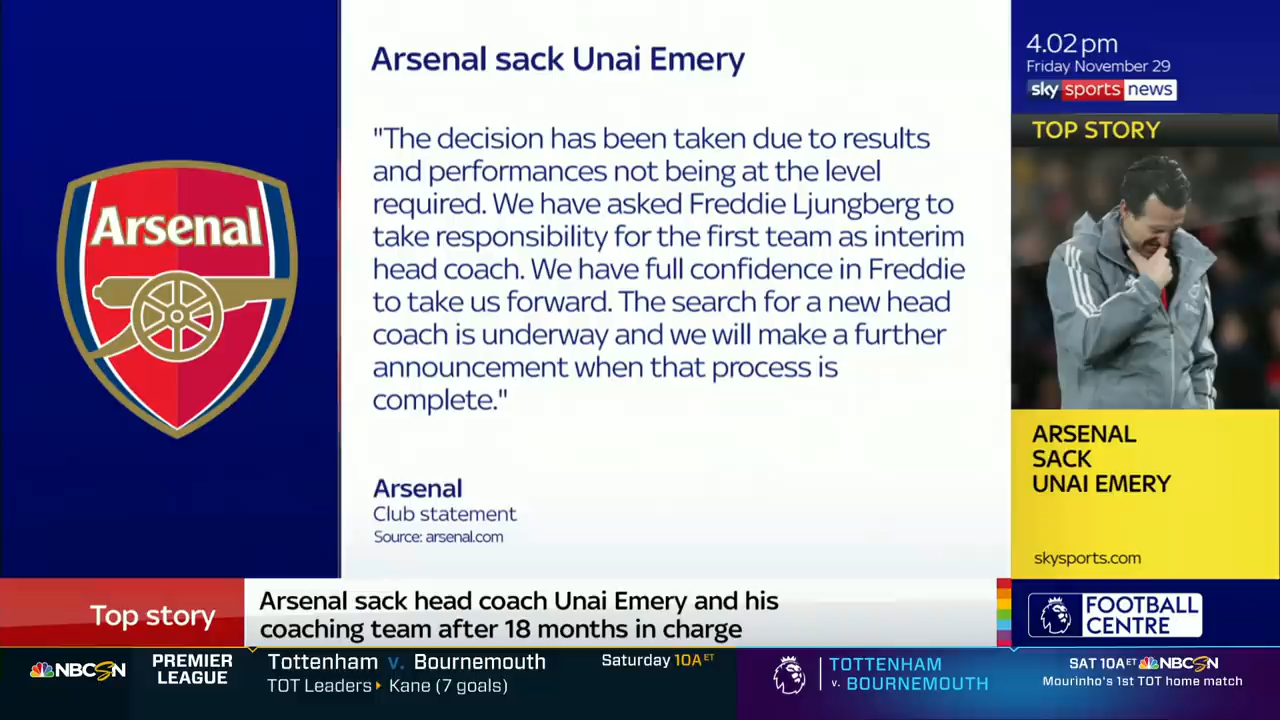 Arsenal sack Unai Emery
"The decision has been taken due to results
and performances not being at the level
required. We have asked Freddie Ljungberg to
take responsibility for the first team as interim
head coach. We have full confidence in Freddie
to take us forward. The search for a new head
coach is underway and we will make a further
announcement when that process is
complete."
Arsenal
Club statement
Source: arsenal.com
Arsenal
4.02pm
Friday November 29
sky sports news
TOP STORY
ARSENAL
SACK
UNAI EMERY
skysports.com
Top story
Arsenal sack head coach Unai Emery and his
coaching team after 18 months in charge
FOOTBALL
CENTRE
NBCSN
PREMIER
LEAGUE
Tottenham v. Bournemouth
TOT Leaders Kane (7 goals)
Saturday 10A ET
TOTTENHAM
v. BOURNEMOUTH
SAT 10A ET NBCSN
Mourinho's 1st TOT home match